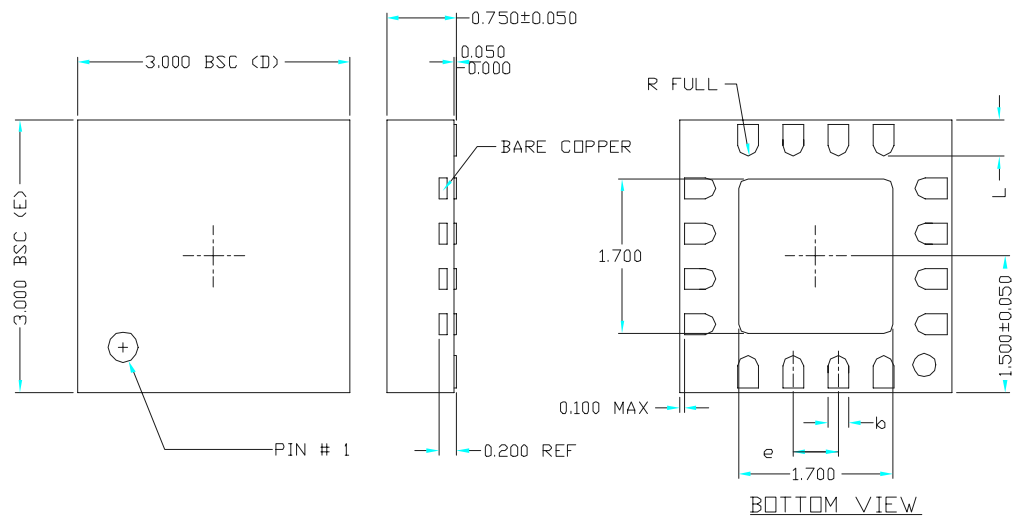 0.750±0.050
0.050
0.000
3.000 BSC (D)
R FULL
BARE COPPER
L
3.000 BSC (E)
1.700
1.500±0.050
0.100 MAX
b
PIN # 1
0.200 REF
e
1.700
BOTTOM VIEW